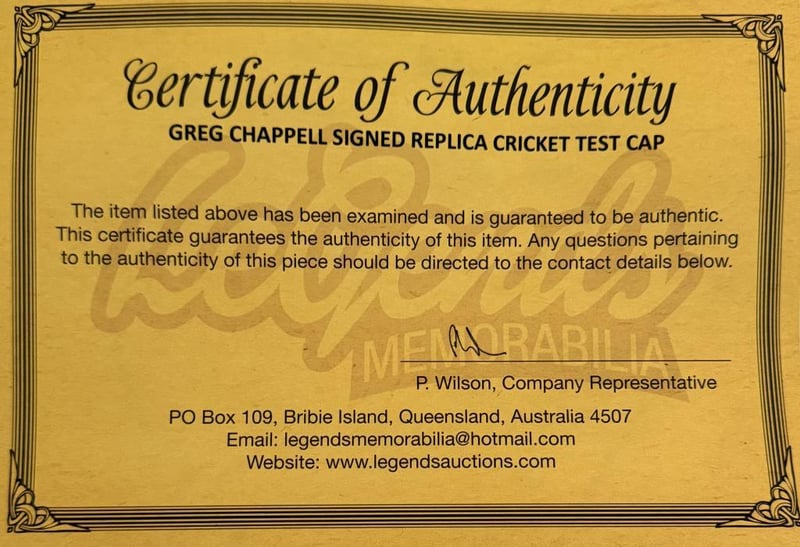 Certificate of Authenticity
GREG CHAPPELL SIGNED REPLICA CRICKET TEST CAP
Legends
MEMORABILIA
The item listed above has been examined and is guaranteed to be authentic.
This certificate guarantees the authenticity of this item. Any questions pertaining
to the authenticity of this piece should be directed to the contact details below.
P. Wilson, Company Representative
PO Box 109, Bribie Island, Queensland, Australia 4507
Email: legendsmemorabilia@hotmail.com
Website: www.legendsauctions.com